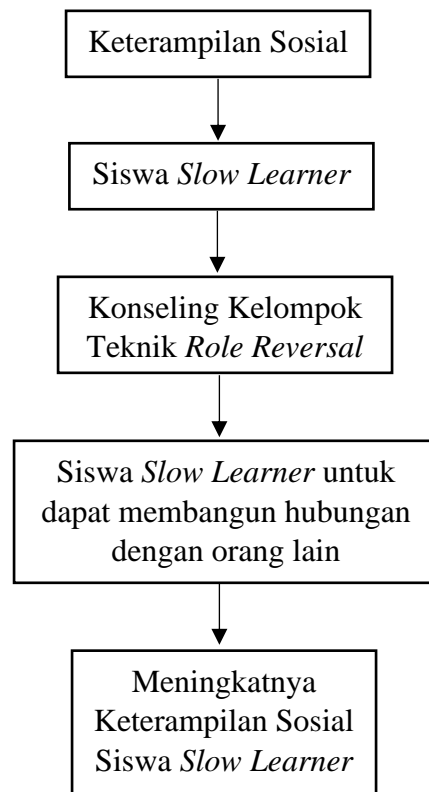 Keterampilan Sosial
Siswa Slow Learner
Konseling Kelompok
Teknik Role Reversal
Siswa Slow Learner untuk
dapat membangun hubungan
dengan orang lain
Meningkatnya
Keterampilan Sosial
Siswa Slow Learner